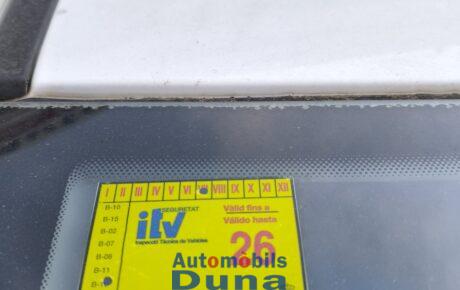 I II III IV V VI VII VIII IX X XI XII
B-10
B-15
B-02
B-07
B-08
B-11
SEGURETAT
itv
Inspecció Tècnica de Vehicles
Vàlid fins a
Válido hasta
26
Automòbils
Duna